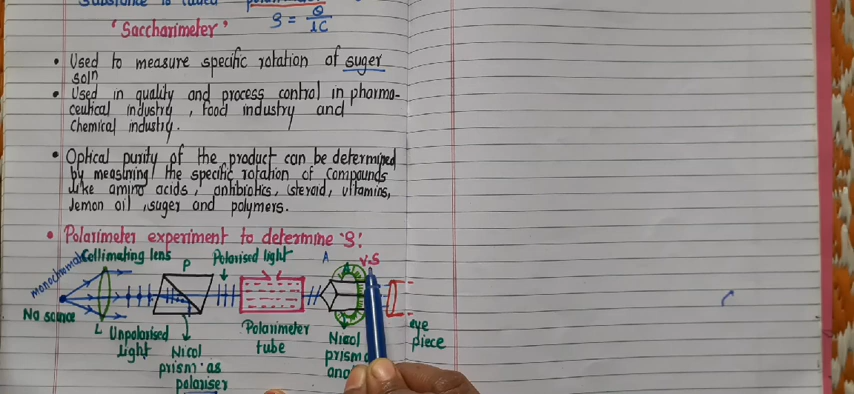 Substance is called
S = θ/lC
'Saccharimeter'
• Used to measure specific rotation of suger
soln
• Used in quality and process control in pharma-
ceutical industry, Food industry and
Chemical industry.
• Optical purity of the product can be determined
by measuring the specific rotation of compounds
like amino acids, antibiotics, steroid, vitamins,
lemon oil, suger and polymers.
• Polarimeter experiment to determine 'S:
monochromatic
Collimating lens
P
Polarised light
A
V.S
Na source
L
Unpolarised
light
Nicol
prism as
polariser
Polarimeter
tube
Nicol
prism
eye
piece